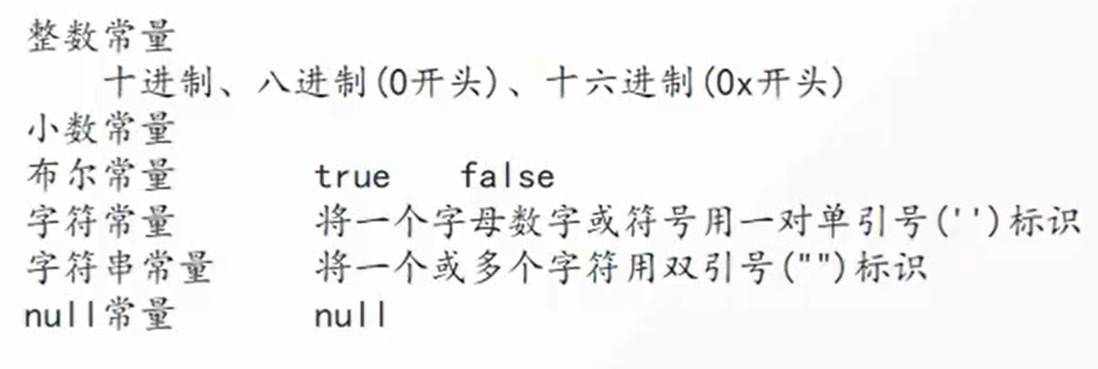 整数常量
十进制、八进制(0开头)、十六进制(0x开头)
小数常量
布尔常量 true false
字符常量 将一个字母数字或符号用一对单引号('')标识
字符串常量 将一个或多个字符用双引号("")标识
null常量 null